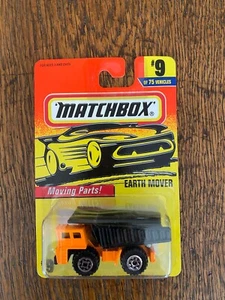 #9
OF 75 VEHICLES
MATCHBOX
EARTH MOVER
Moving Parts!